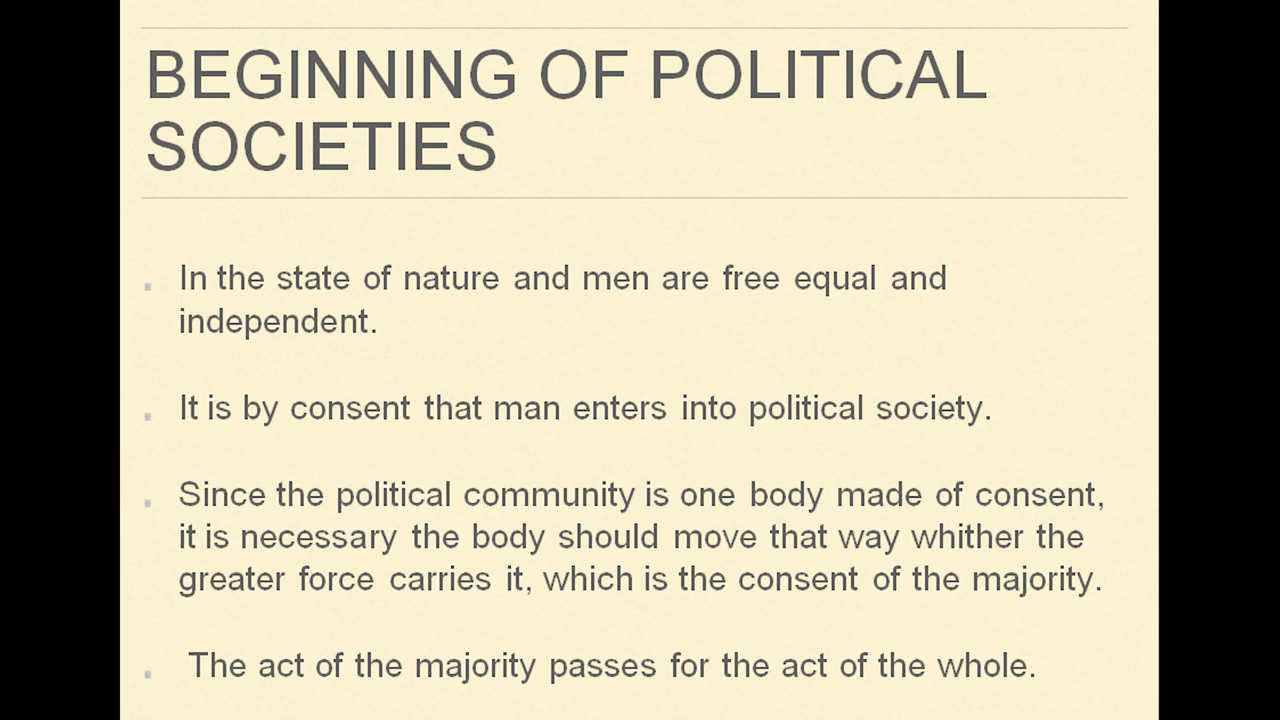 BEGINNING OF POLITICAL
SOCIETIES
In the state of nature and men are free equal and
independent.
It is by consent that man enters into political society.
Since the political community is one body made of consent,
it is necessary the body should move that way whither the
greater force carries it, which is the consent of the majority.
The act of the majority passes for the act of the whole.